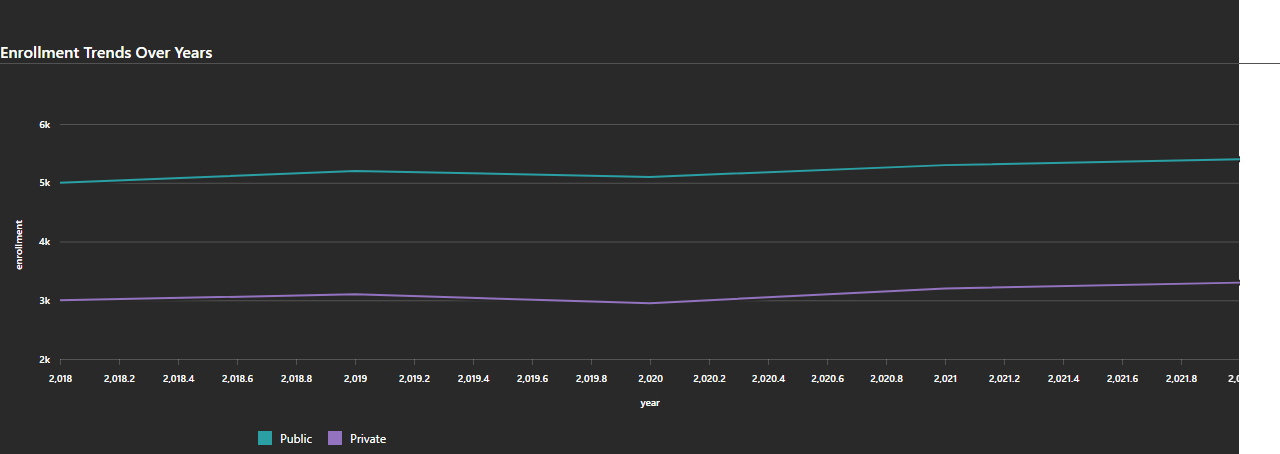 Enrollment Trends Over Years
6k
5k
4k
3k
2k
enrollment
2,018 2,018.2 2,018.4 2,018.6 2,018.8 2,019 2,019.2 2,019.4 2,019.6 2,019.8 2,020 2,020.2 2,020.4 2,020.6 2,020.8 2,021 2,021.2 2,021.4 2,021.6 2,021.8
year
Public Private